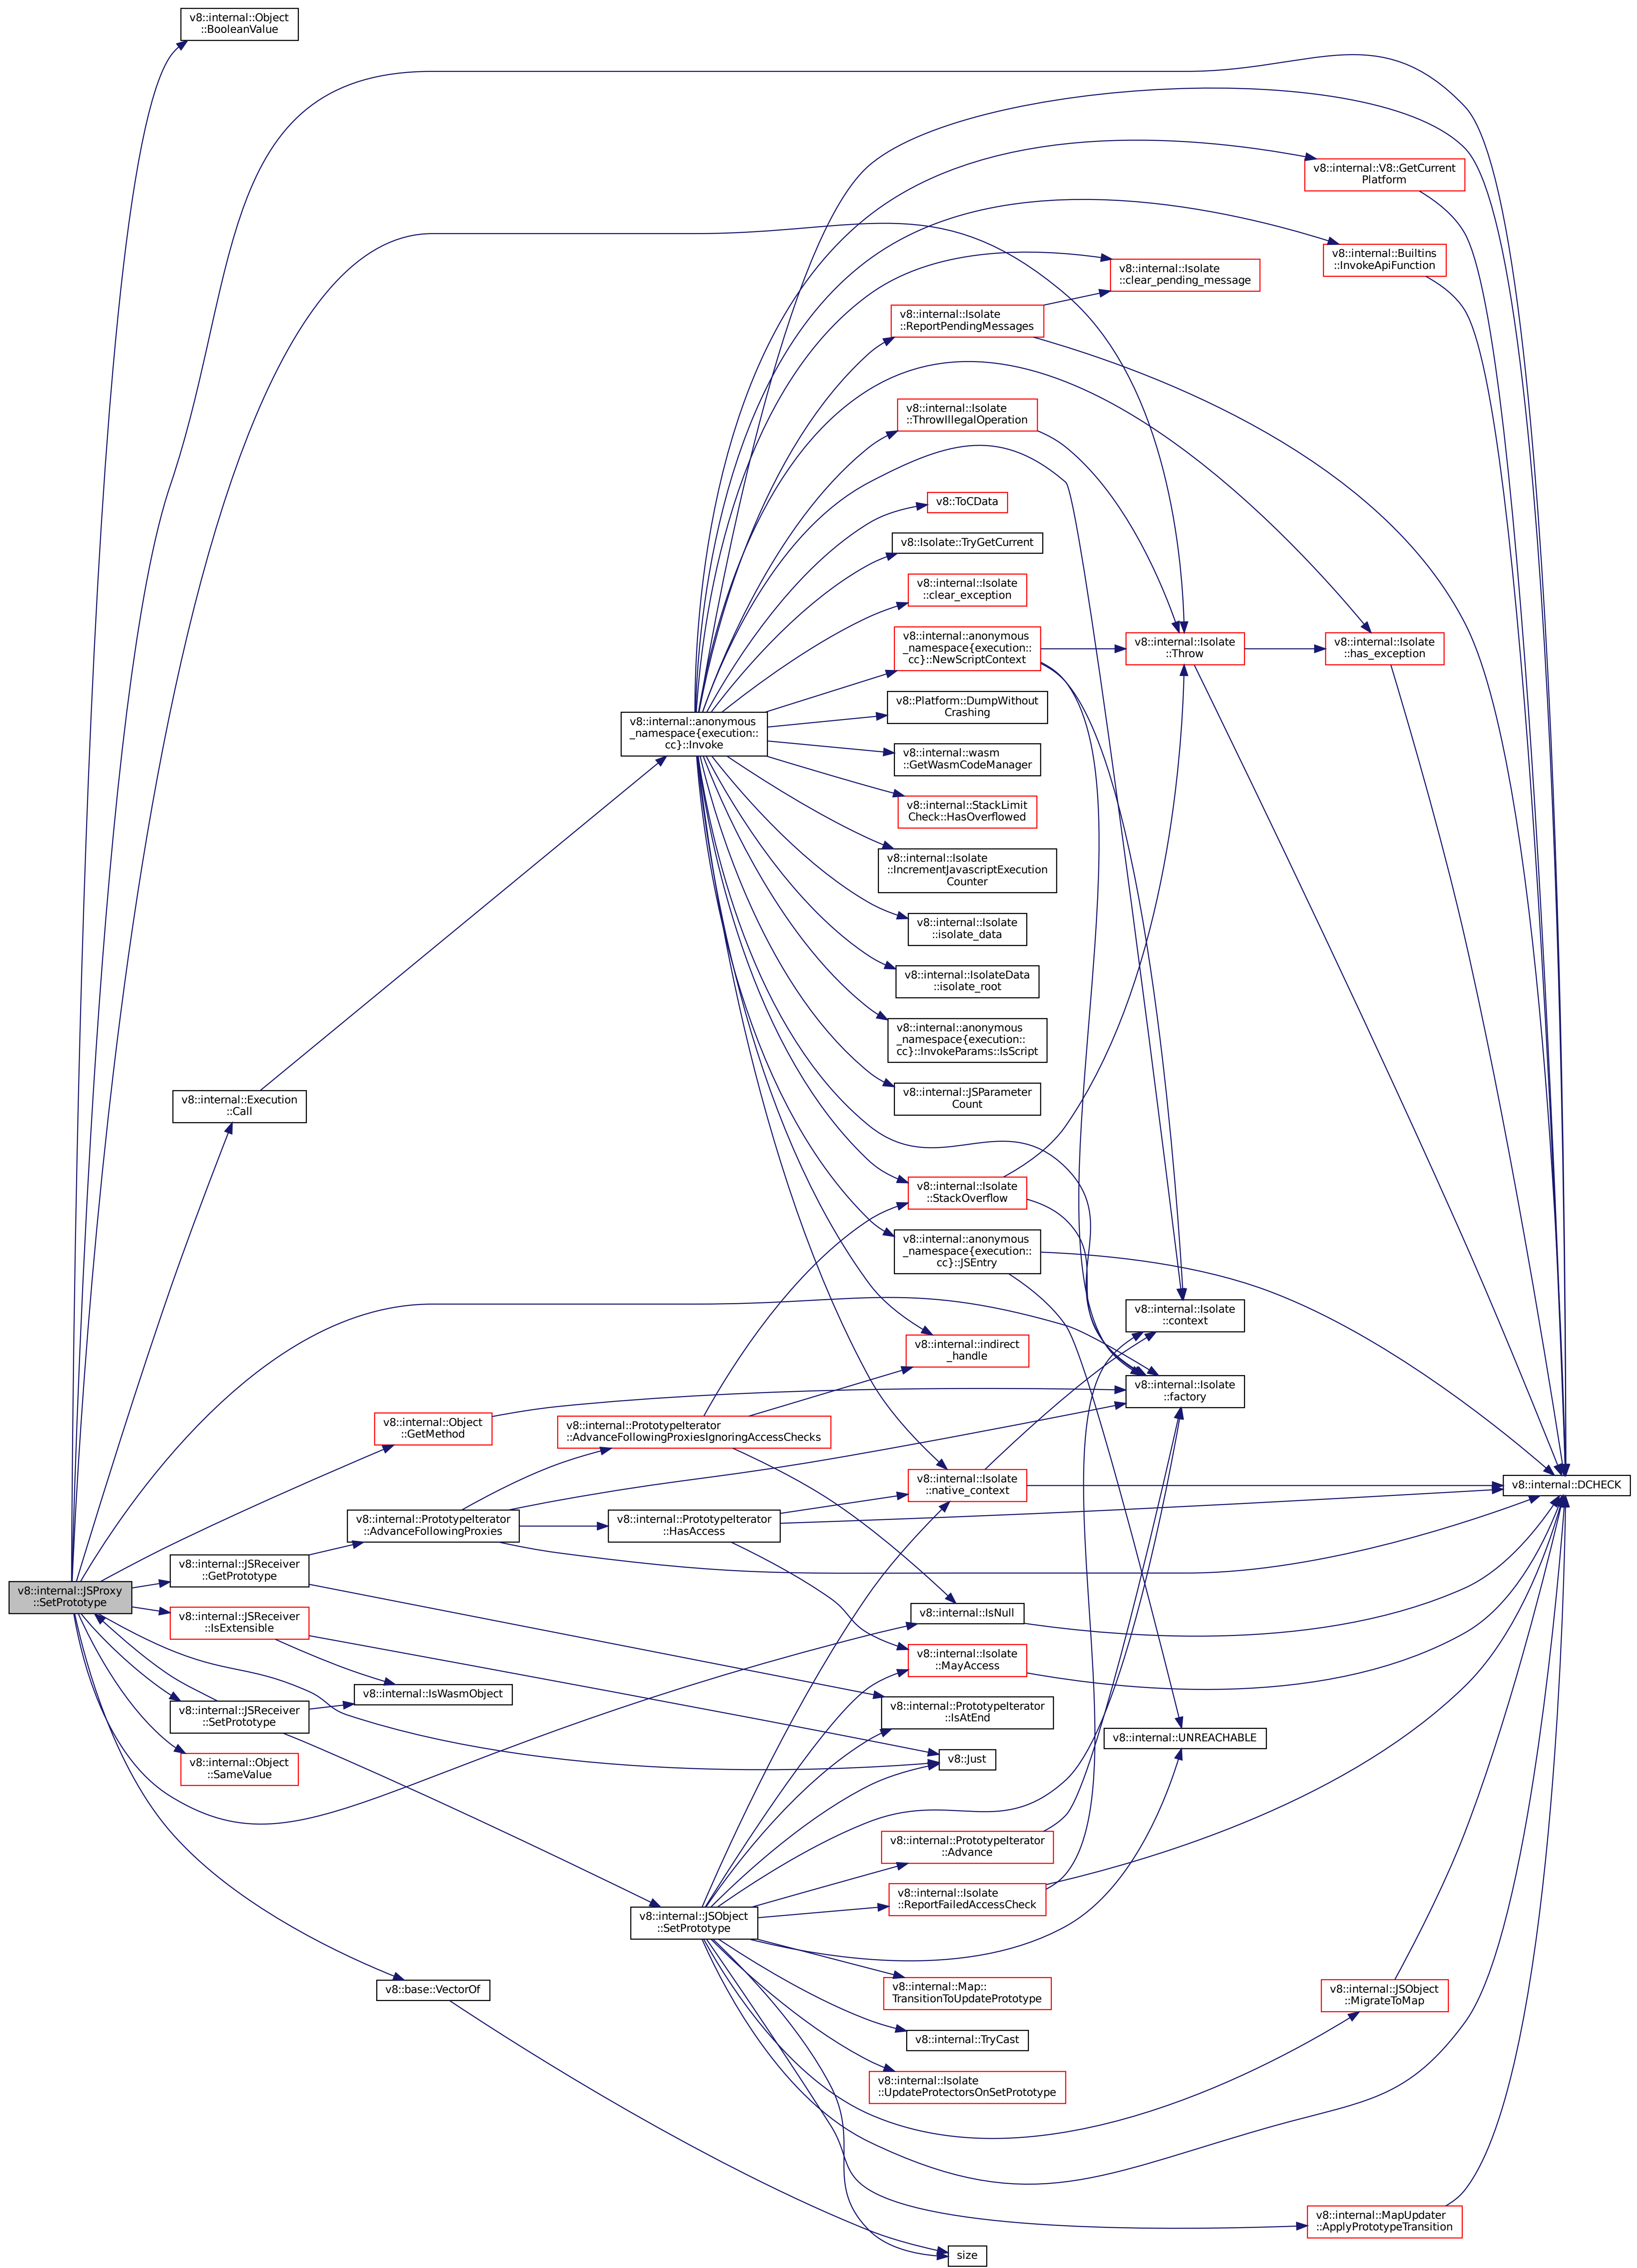 v8::internal::Object
::BooleanValue
v8::internal::V8::GetCurrent
Platform
v8::internal::Builtins
::InvokeApiFunction
v8::internal::Isolate
::clear_pending_message
v8::internal::Isolate
::ReportPendingMessages
v8::internal::Isolate
::ThrowIllegalOperation
v8::ToCData
v8::Isolate::TryGetCurrent
v8::internal::Isolate
::clear_exception
v8::internal::anonymous
_namespace{execution::
cc}::NewScriptContext
v8::internal::Isolate
::Throw
v8::internal::Isolate
::has_exception
v8::Platform::DumpWithout
Crashing
v8::internal::anonymous
_namespace{execution::
cc}::Invoke
v8::internal::wasm
::GetWasmCodeManager
v8::internal::StackLimit
Check::HasOverflowed
v8::internal::Isolate
::IncrementJavascriptExecution
Counter
v8::internal::Isolate
::isolate_data
v8::internal::IsolateData
::isolate_root
v8::internal::anonymous
_namespace{execution::
cc}::InvokeParams::IsScript
v8::internal::JSParameter
Count
v8::internal::Execution
::Call
v8::internal::Isolate
::StackOverflow
v8::internal::anonymous
_namespace{execution::
cc}::JSEntry
v8::internal::Isolate
::context
v8::internal::indirect
_handle
v8::internal::Isolate
::factory
v8::internal::Object
::GetMethod
v8::internal::PrototypeIterator
::AdvanceFollowingProxiesIgnoringAccessChecks
v8::internal::Isolate
::native_context
v8::internal::DCHECK
v8::internal::PrototypeIterator
::AdvanceFollowingProxies
v8::internal::PrototypeIterator
::HasAccess
v8::internal::JSReceiver
::GetPrototype
v8::internal::JSProxy
::SetPrototype
v8::internal::JSReceiver
::IsExtensible
v8::internal::IsNull
v8::internal::Isolate
::MayAccess
v8::internal::IsWasmObject
v8::internal::JSReceiver
::SetPrototype
v8::internal::PrototypeIterator
::IsAtEnd
v8::internal::UNREACHABLE
v8::internal::Object
::SameValue
v8::Just
v8::internal::PrototypeIterator
::Advance
v8::internal::Isolate
::ReportFailedAccessCheck
v8::internal::JSObject
::SetPrototype
v8::base::VectorOf
v8::internal::Map::
TransitionToUpdatePrototype
v8::internal::JSObject
::MigrateToMap
v8::internal::TryCast
v8::internal::Isolate
::UpdateProtectorsOnSetPrototype
v8::internal::MapUpdater
::ApplyPrototypeTransition
size